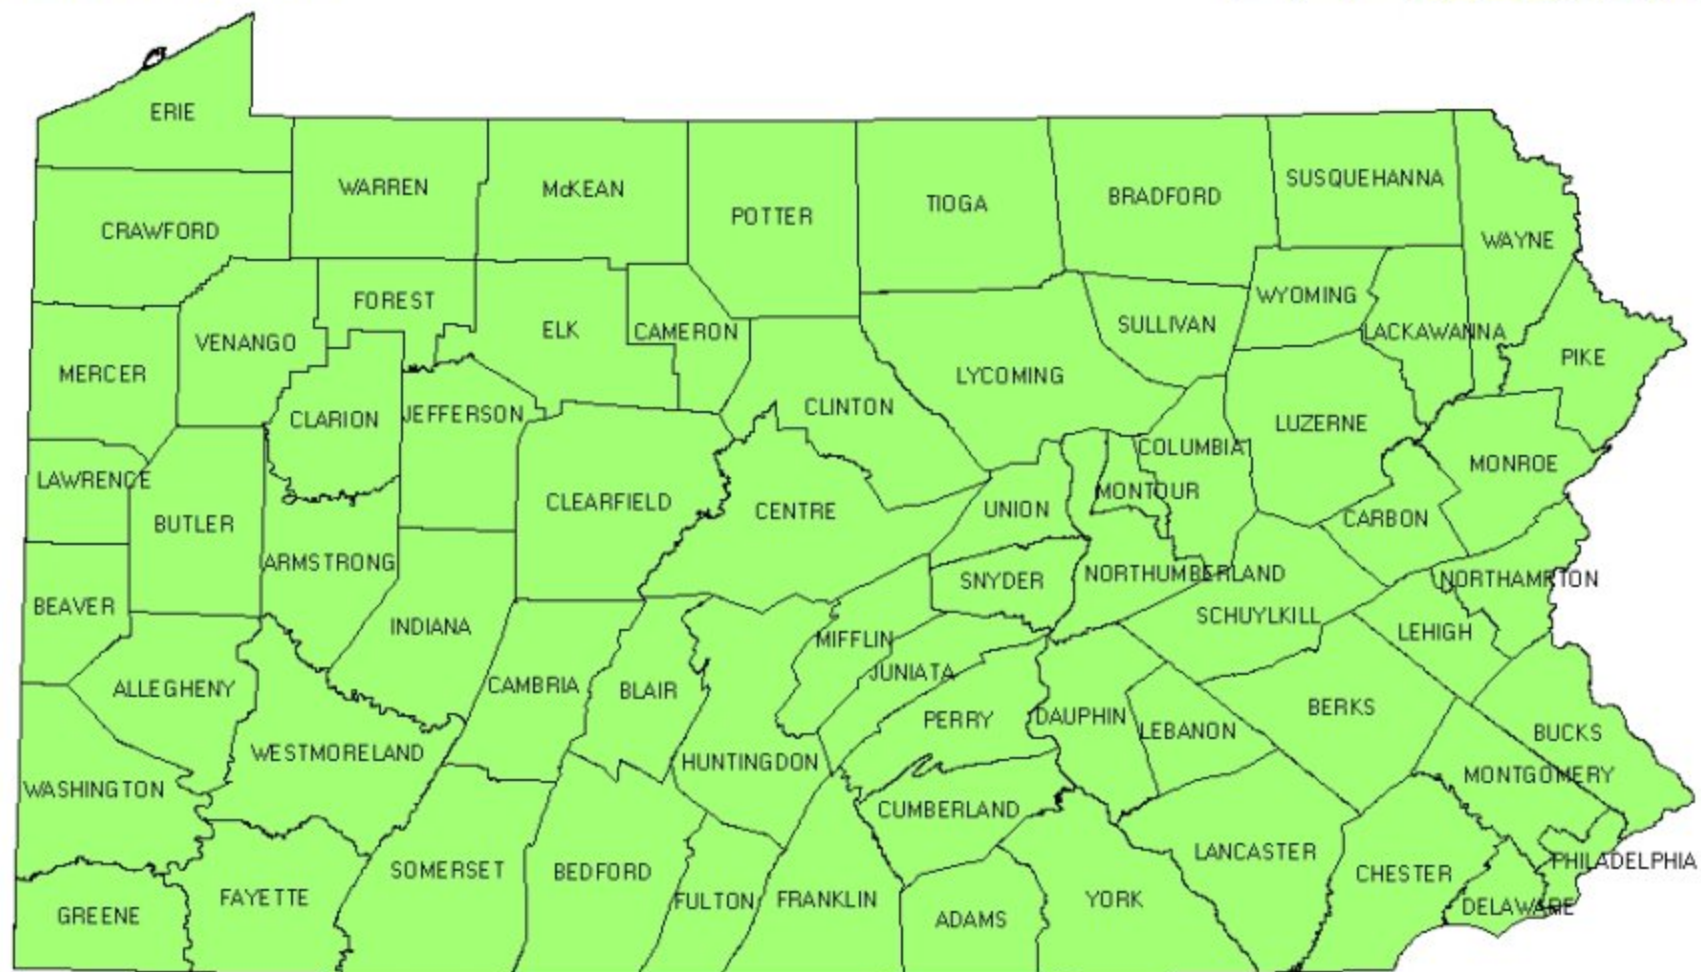 ERIE
WARREN
McKEAN
POTTER
TIOGA
BRADFORD
SUSQUEHANNA
WAYNE
CRAWFORD
FOREST
VENANGO
ELK
CAMERON
SULLIVAN
WYOMING
LACKAWANNA
PIKE
MERCER
CLARION
JEFFERSON
CLINTON
LYCOMING
COLUMBIA
LUZERNE
MONROE
LAWRENCE
BUTLER
CLEARFIELD
CENTRE
UNION
MONTOUR
CARBON
ARMSTRONG
BEAVER
INDIANA
SNYDER
NORTHUMBERLAND
NORTHAMPTON
SCHUYLKILL
LEHIGH
MIFFLIN
JUNIATA
ALLEGHENY
CAMBRIA
BLAIR
PERRY
DAUPHIN
LEBANON
BERKS
BUCKS
WESTMORELAND
HUNTINGDON
WASHINGTON
CUMBERLAND
MONTGOMERY
SOMERSET
BEDFORD
LANCASTER
CHESTER
PHILADELPHIA
GREENE
FAYETTE
FULTON
FRANKLIN
ADAMS
YORK
DELAWARE